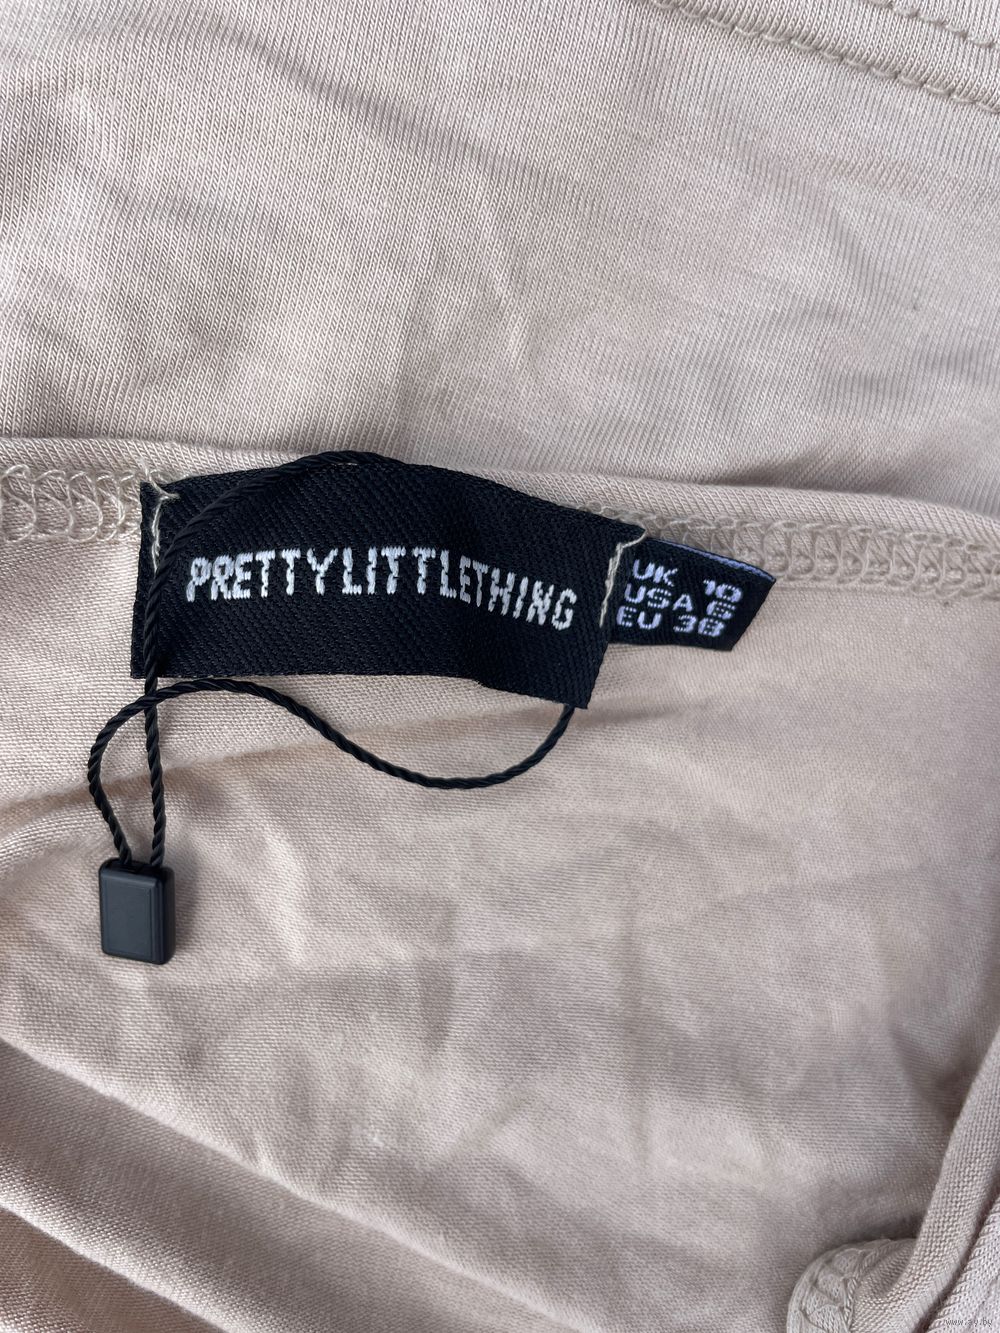 PRETTYLITTLETHING
UK 10
USA 6
EU 38